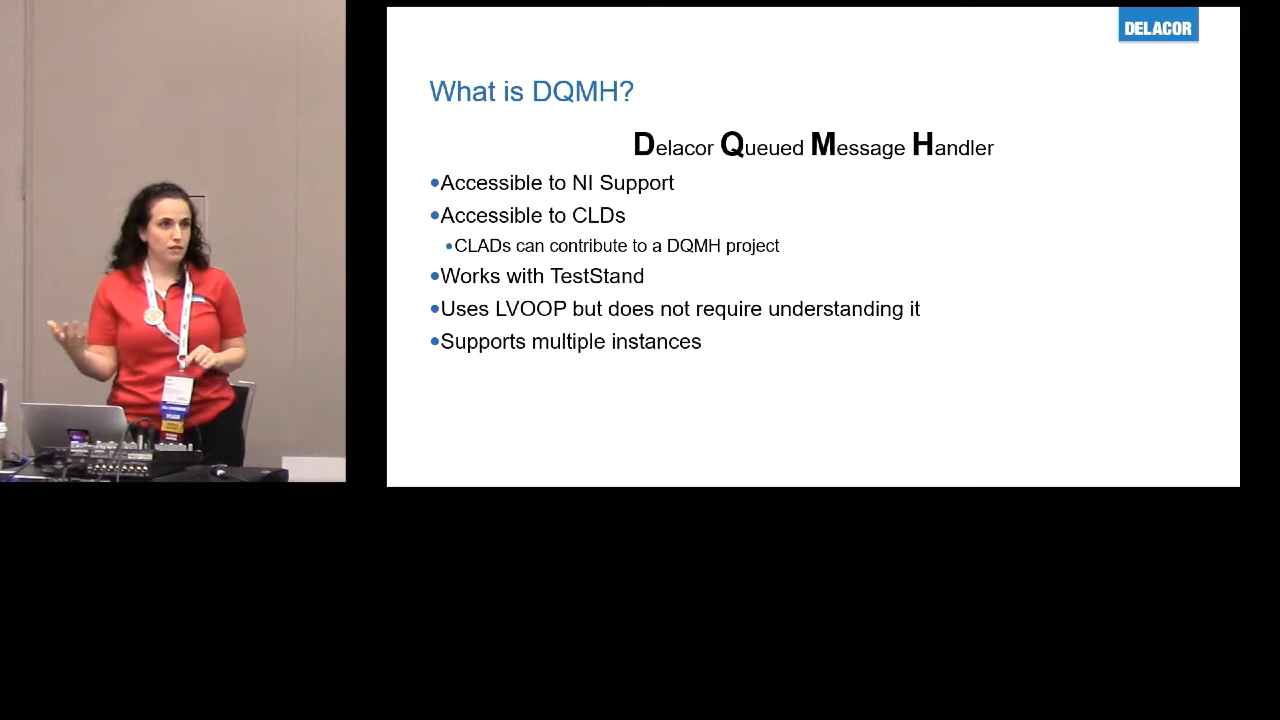 DELACOR
What is DQMH?
Delacor Queued Message Handler
•Accessible to NI Support
•Accessible to CLDs
•CLADs can contribute to a DQMH project
•Works with TestStand
•Uses LVOOP but does not require understanding it
•Supports multiple instances